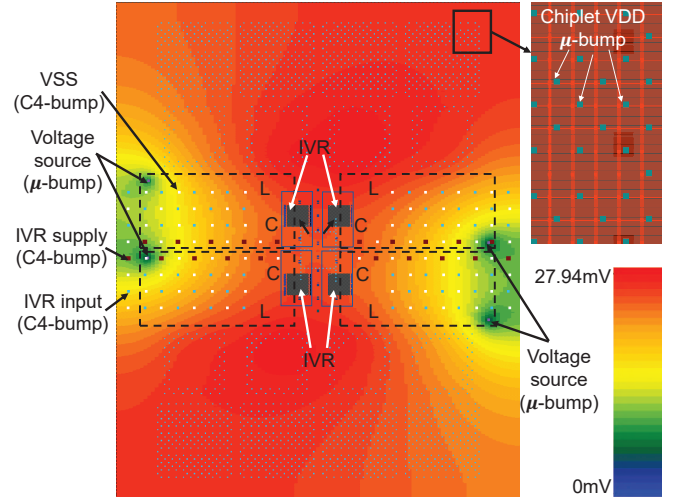 Chiplet VDD
μ-bump
VSS
(C4-bump)
Voltage
source
(μ-bump)
IVR supply
(C4-bump)
IVR input
(C4-bump)
IVR
L
L
C
C
C
C
L
L
IVR
27.94mV
0mV
Voltage
source
(μ-bump)